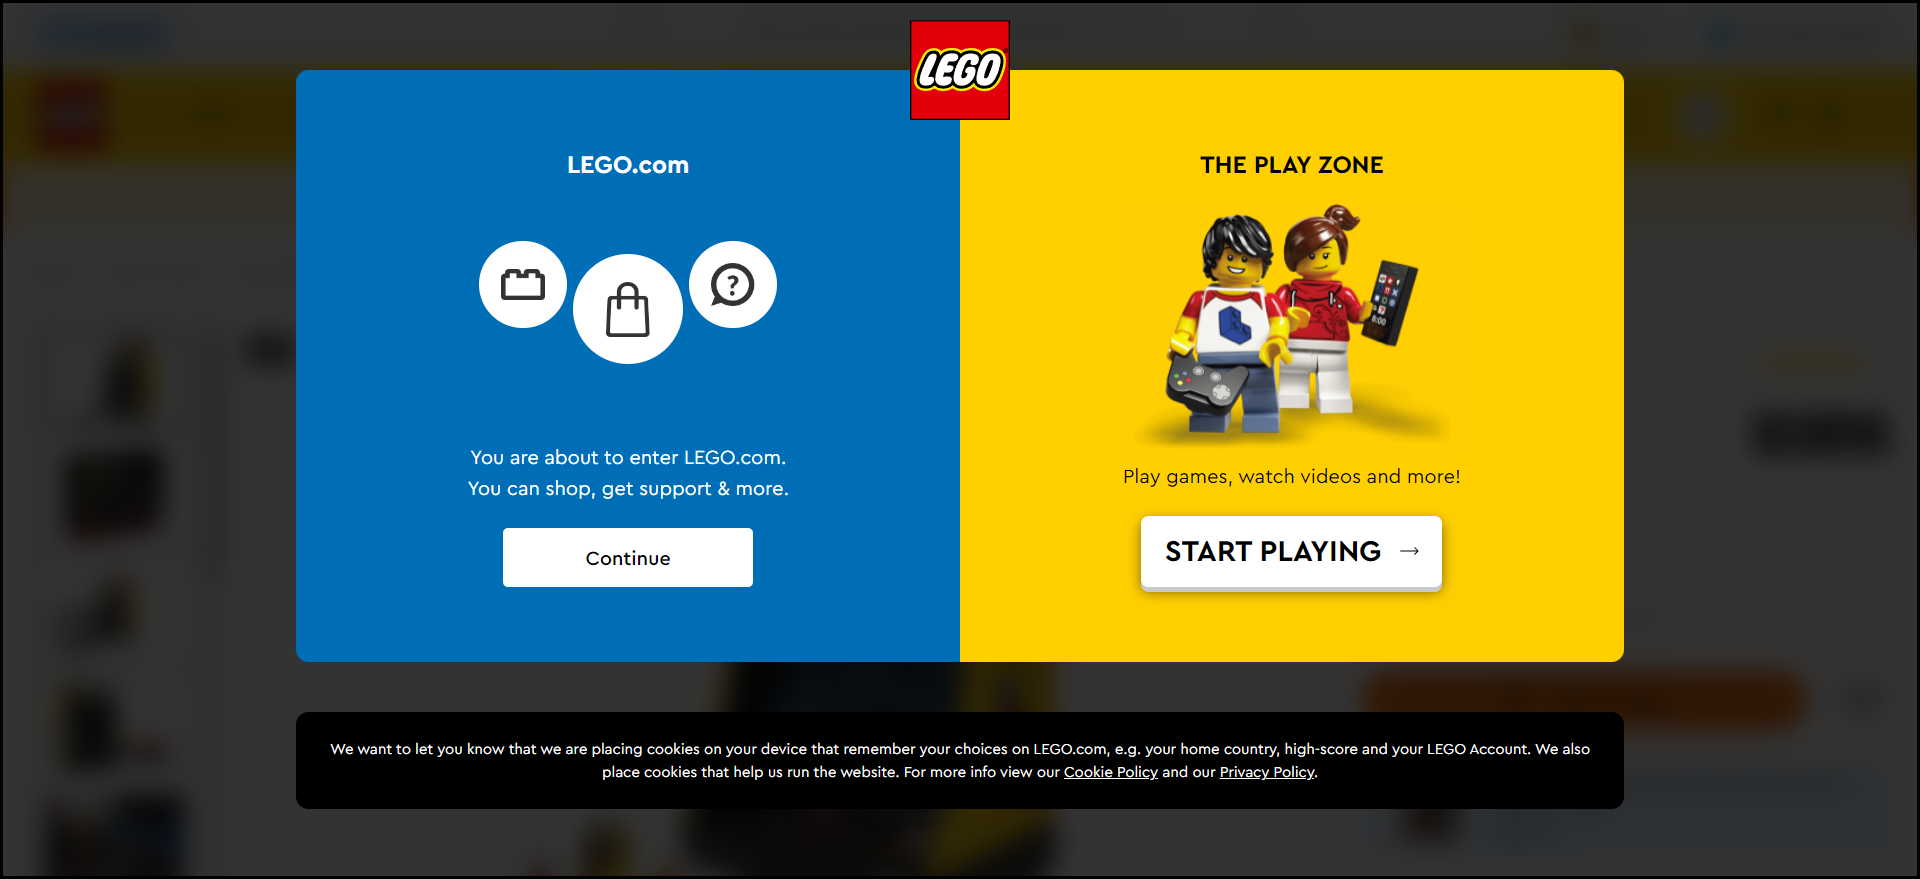 LEGO
LEGO.com
?
You are about to enter LEGO.com.
You can shop, get support & more.
Continue
THE PLAY ZONE
8:00
Play games, watch videos and more!
START PLAYING →
We want to let you know that we are placing cookies on your device that remember your choices on LEGO.com, e.g. your home country, high-score and your LEGO Account. We also
place cookies that help us run the website. For more info view our Cookie Policy and our Privacy Policy.